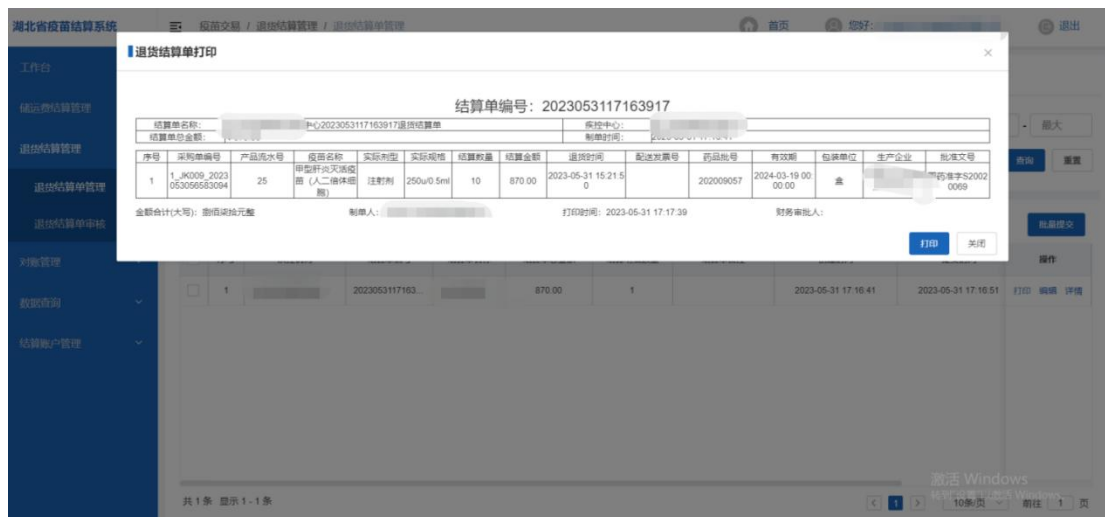 湖北省疫苗结算系统
疫苗交易 / 退货结算管理 / 退货结算单管理
首页
您好:
退出
工作台
储运费结算管理
退货结算管理
退货结算单管理
退货结算单审核
对账管理
数据查询
结算账户管理
退货结算单打印
×
结算单编号：2023053117163917
结算单名称：
中心2023053117163917退货结算单
疾控中心：
结算单总金额：
制单时间：
序号 采购单编号 产品流水号 疫苗名称 实际剂型 实际规格 结算数量 结算金额 退货时间 配送发票号 药品批号 有效期 包装单位 生产企业 批准文号
1 1_JK009_2023053056583094 25 甲型肝炎灭活疫苗（人二倍体细胞） 注射剂 250u/0.5ml 10 870.00 2023-05-31 15:21:50 202009057 2024-03-19 00:00:00 盒 药准字S20020069
金额合计(大写)：捌佰柒拾元整 制单人： 打印时间：2023-05-31 17:17:39 财务审批人：
打印 关闭
- 最大
查询 重置
批量提交
操作
1 2023053117163... 870.00 1 2023-05-31 17:16:41 2023-05-31 17:16:51 打印 编辑 详情
共 1 条 显示 1 - 1 条
< 1 > 10条/页 前往 1 页
激活 Windows